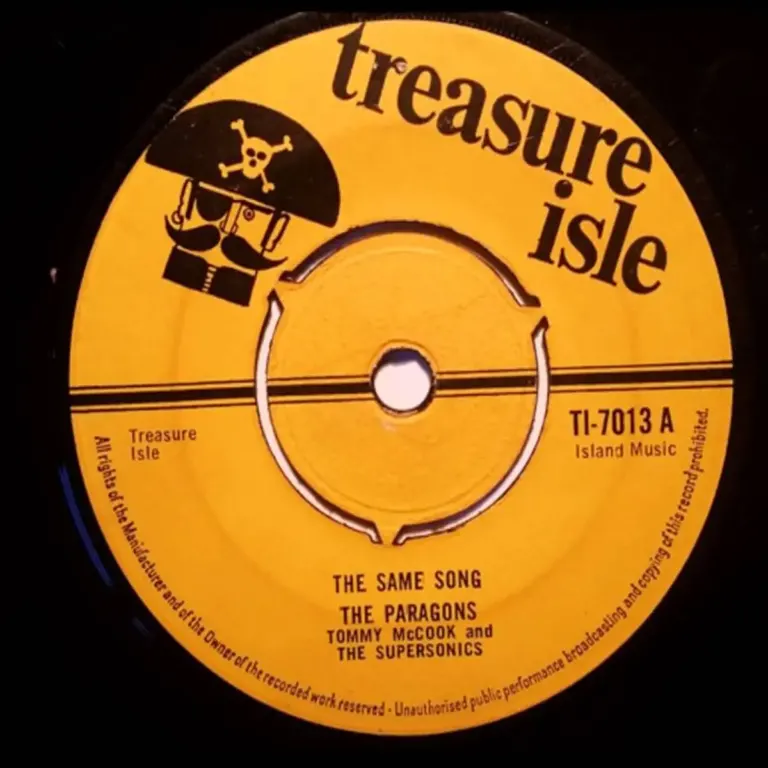 treasure
isle
TI-7013 A
Island Music
Treasure
Isle
THE SAME SONG
THE PARAGONS
TOMMY McCOOK and
THE SUPERSONICS
All rights of the Manufacturer and of the Owner of the recorded work reserved - Unauthorised public performance broadcasting and copying of this record prohibited.